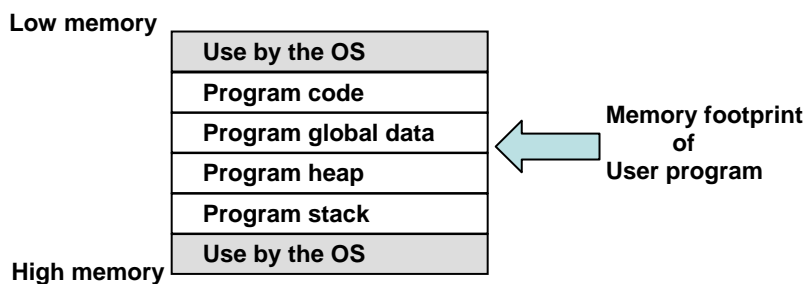 Low memory
Use by the OS
Program code
Program global data
Program heap
Program stack
Use by the OS
High memory
Memory footprint
of
User program